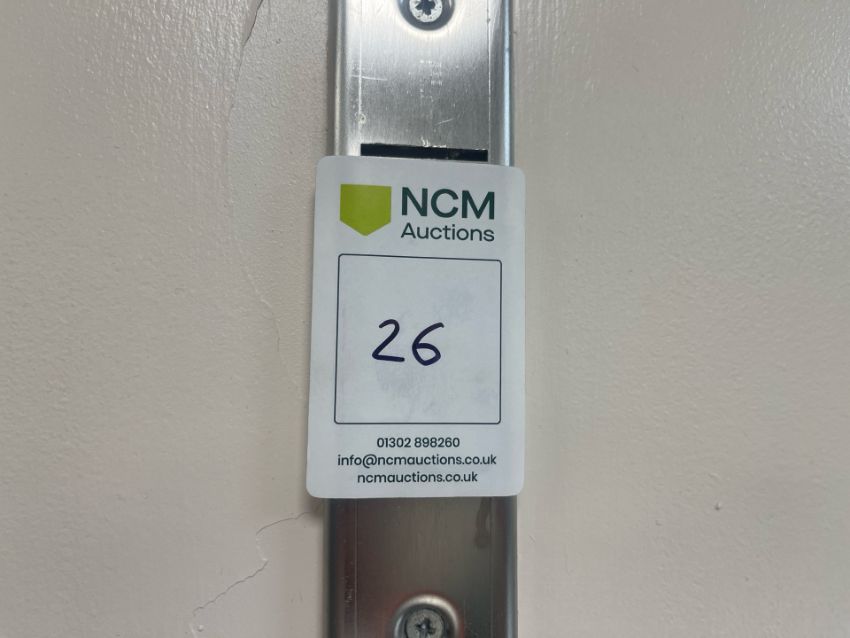 NCM
Auctions
26
01302 898260
info@ncmauctions.co.uk
ncmauctions.co.uk